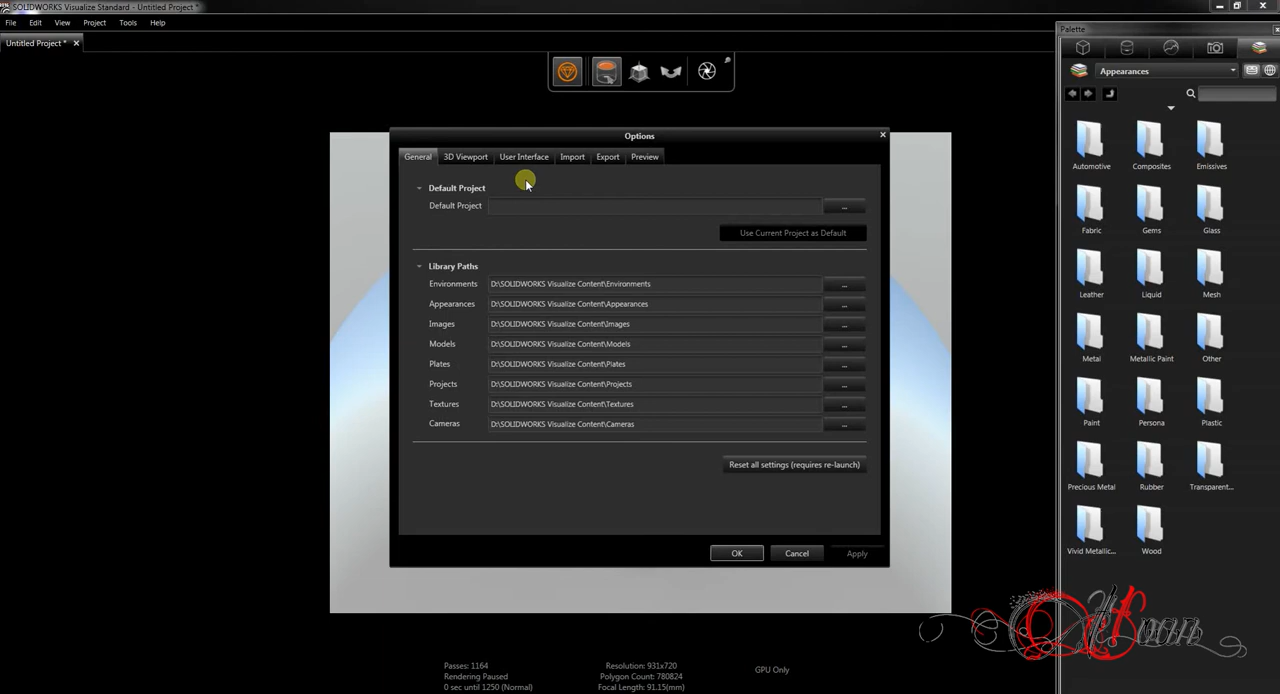 SOLIDWORKS Visualize Standard - Untitled Project *
File Edit View Project Tools Help
Untitled Project *
Palette
Appearances
Automotive Composites Emissives
Fabric Gems Glass
Leather Liquid Mesh
Metal Metallic Paint Other
Paint Persona Plastic
Precious Metal Rubber Transparent...
Vivid Metallic... Wood
Options
General 3D Viewport User Interface Import Export Preview
Default Project
Default Project ...
Use Current Project as Default
Library Paths
Environments D:\SOLIDWORKS Visualize Content\Environments ...
Appearances D:\SOLIDWORKS Visualize Content\Appearances ...
Images D:\SOLIDWORKS Visualize Content\Images ...
Models D:\SOLIDWORKS Visualize Content\Models ...
Plates D:\SOLIDWORKS Visualize Content\Plates ...
Projects D:\SOLIDWORKS Visualize Content\Projects ...
Textures D:\SOLIDWORKS Visualize Content\Textures ...
Cameras D:\SOLIDWORKS Visualize Content\Cameras ...
Reset all settings (requires re-launch)
OK Cancel Apply
Passes: 1164
Rendering Paused
0 sec until 1250 (Normal)
Resolution: 931x720
Polygon Count: 780824
Focal Length: 91.15(mm)
GPU Only